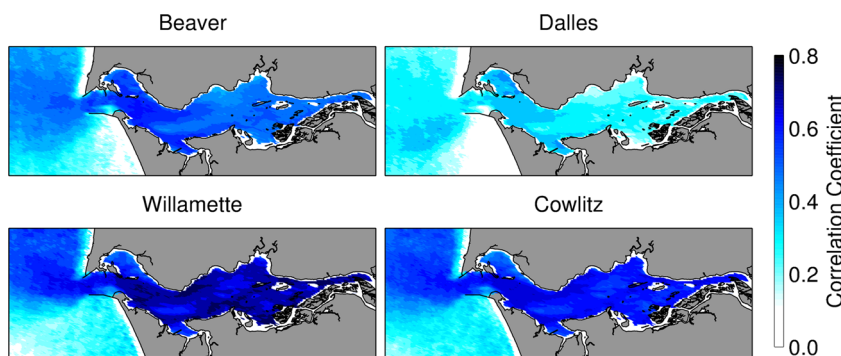 Beaver
Dalles
Willamette
Cowlitz
0.8
0.6
0.4
0.2
0.0
Correlation Coefficient